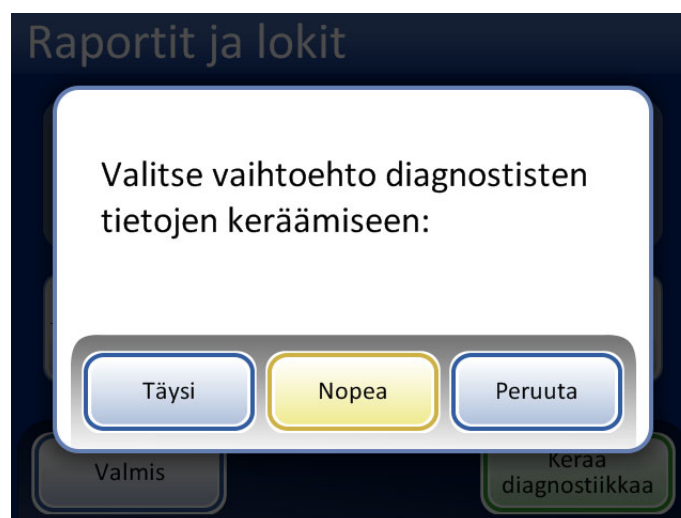 Raportit ja lokit
Valitse vaihtoehto diagnostisten
tietojen keräämiseen:
Täysi
Nopea
Peruuta
Valmis
Kerää
diagnostiikkaa